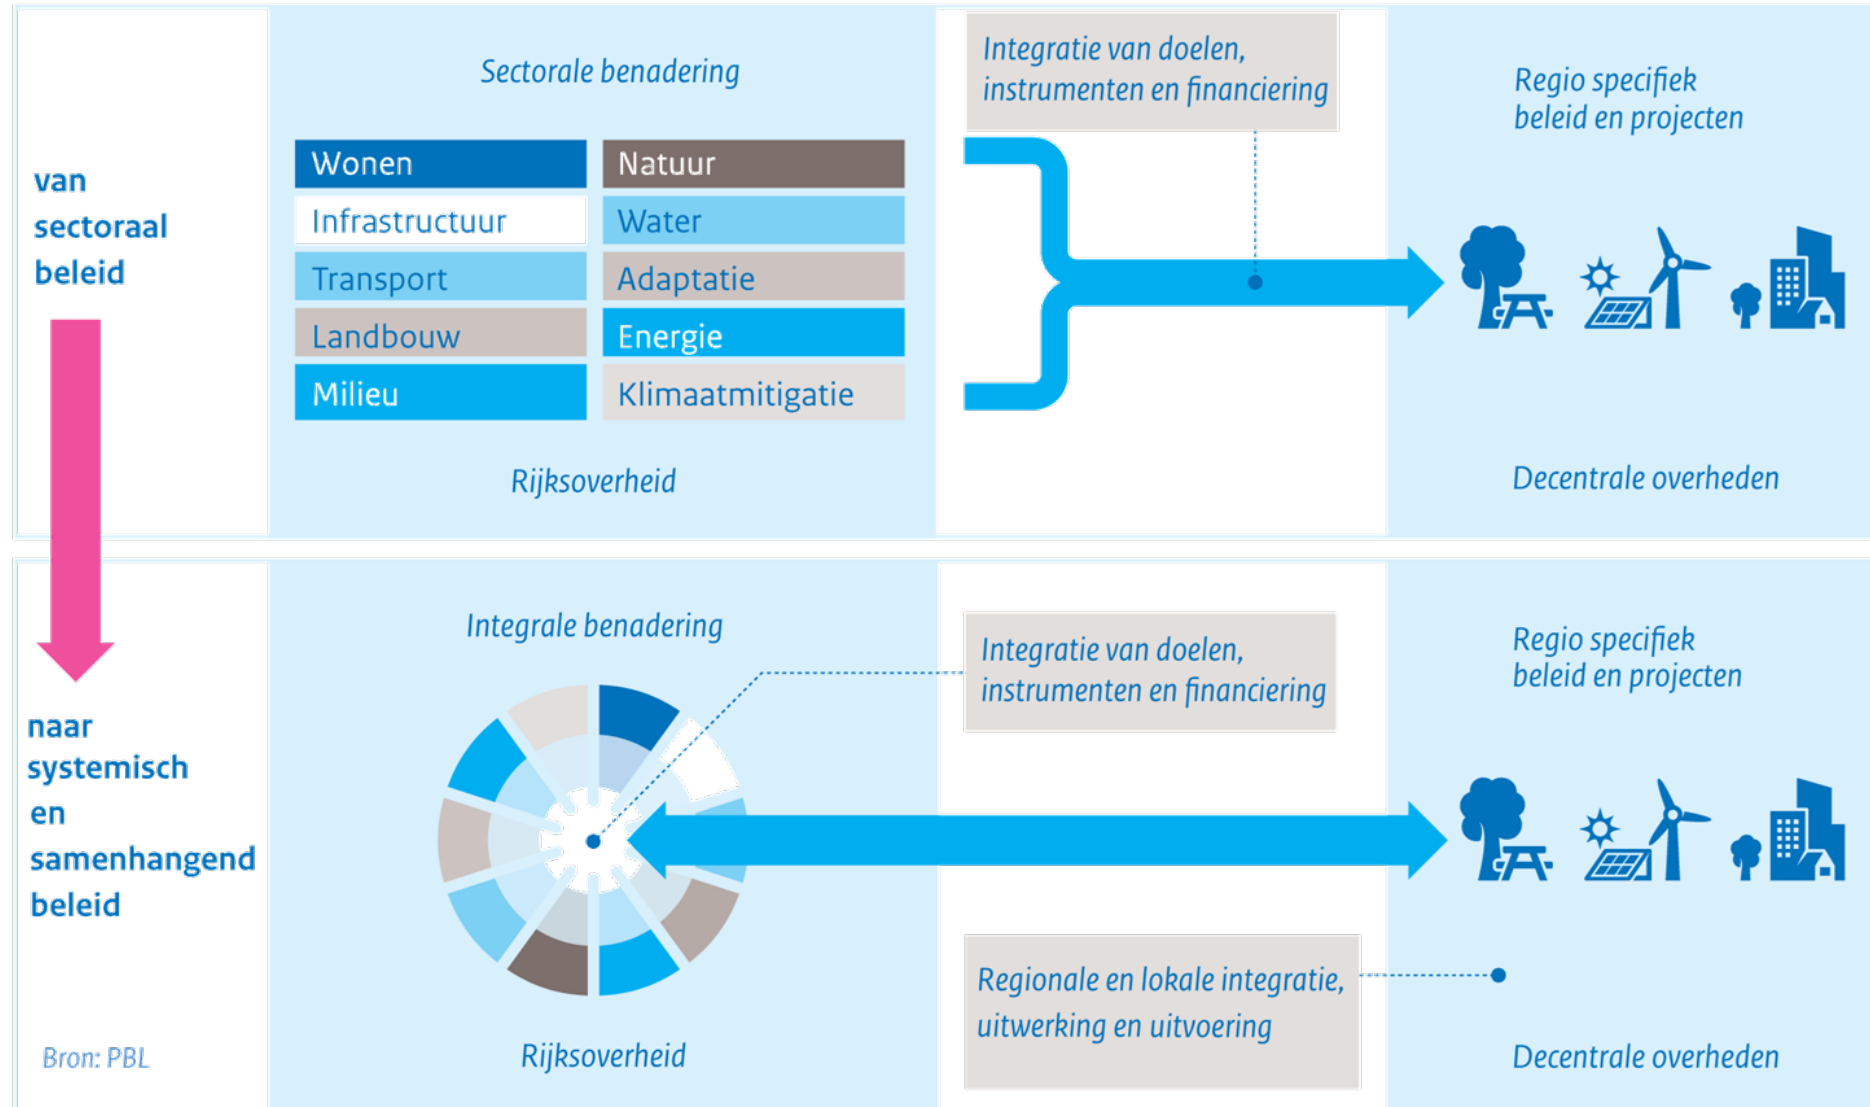 van
sectoraal
beleid
Sectorale benadering
Wonen
Natuur
Infrastructuur
Water
Transport
Adaptatie
Landbouw
Energie
Milieu
Klimaatmitigatie
Rijksoverheid
Integratie van doelen,
instrumenten en financiering
Regio specifiek
beleid en projecten
Decentrale overheden
naar
systemisch
en
samenhangend
beleid
Bron: PBL
Integrale benadering
Rijksoverheid
Integratie van doelen,
instrumenten en financiering
Regionale en lokale integratie,
uitwerking en uitvoering
Regio specifiek
beleid en projecten
Decentrale overheden